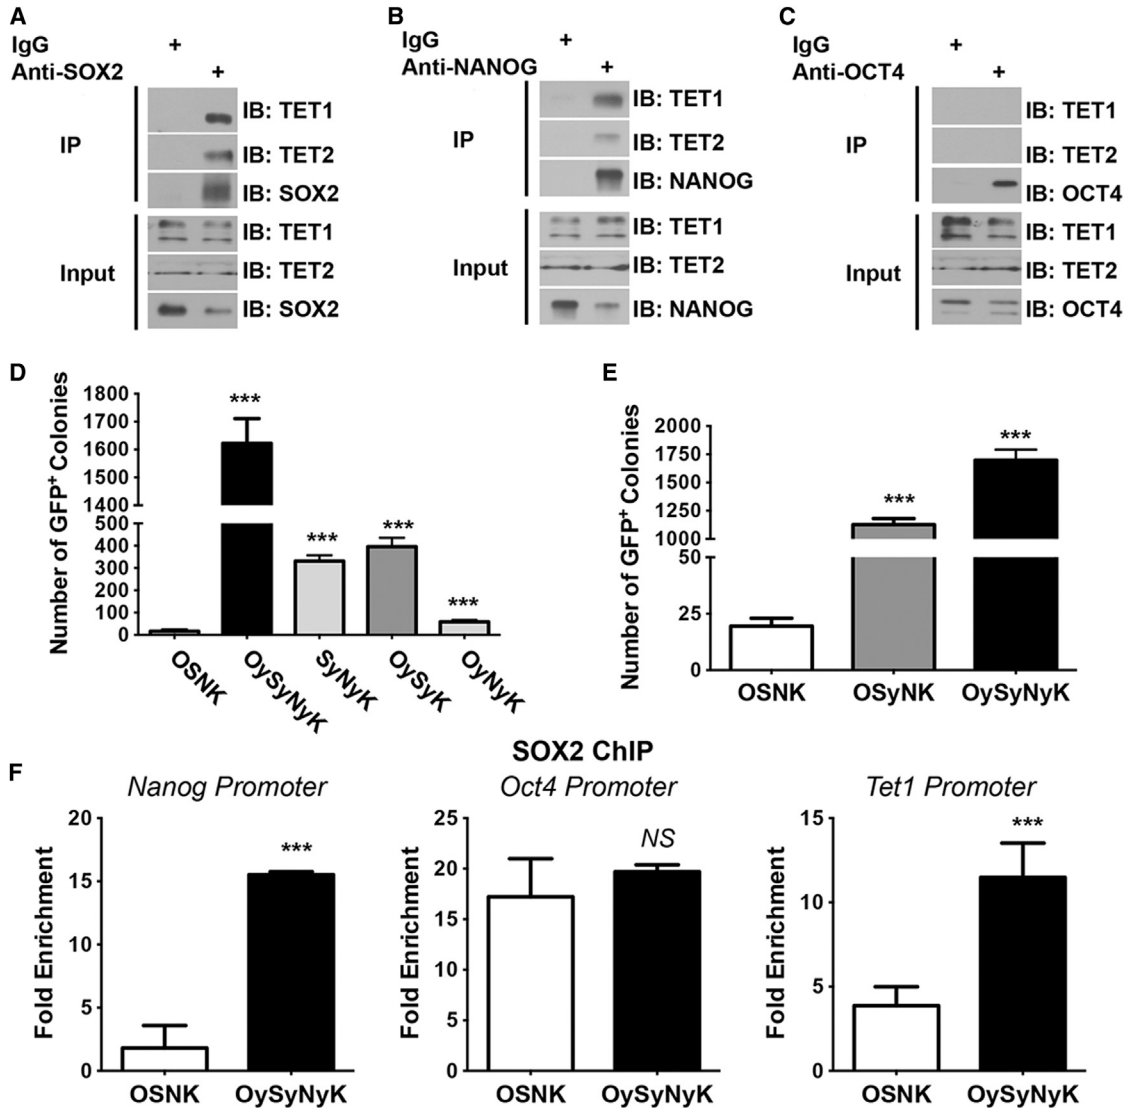 A
IgG +
Anti-SOX2 +
IP
IB: TET1
IB: TET2
IB: SOX2
Input
IB: TET1
IB: TET2
IB: SOX2
B
IgG +
Anti-NANOG +
IP
IB: TET1
IB: TET2
IB: NANOG
Input
IB: TET1
IB: TET2
IB: NANOG
C
IgG +
Anti-OCT4 +
IP
IB: TET1
IB: TET2
IB: OCT4
Input
IB: TET1
IB: TET2
IB: OCT4
D
Number of GFP+ Colonies
1800
1700
1600
1500
1400
500
400
300
200
100
0
***
***
***
***
OSNK
OySyNyK
SyNyK
OySyK
OyNyK
E
Number of GFP+ Colonies
2000
1750
1500
1250
1000
50
25
0
***
***
OSNK
OSyNK
OySyNyK
F
SOX2 ChIP
Nanog Promoter
Fold Enrichment
20
15
10
5
0
***
OSNK
OySyNyK
Oct4 Promoter
Fold Enrichment
25
20
15
10
5
0
NS
OSNK
OySyNyK
Tet1 Promoter
Fold Enrichment
15
10
5
0
***
OSNK
OySyNyK